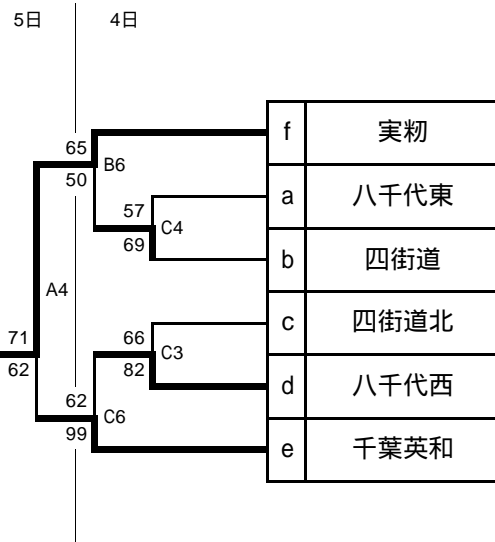 5日 4日
f 実籾
65
B6
50
a 八千代東
57
C4
69
b 四街道
A4
c 四街道北
71
66
C3
62
82
d 八千代西
62
C6
99
e 千葉英和